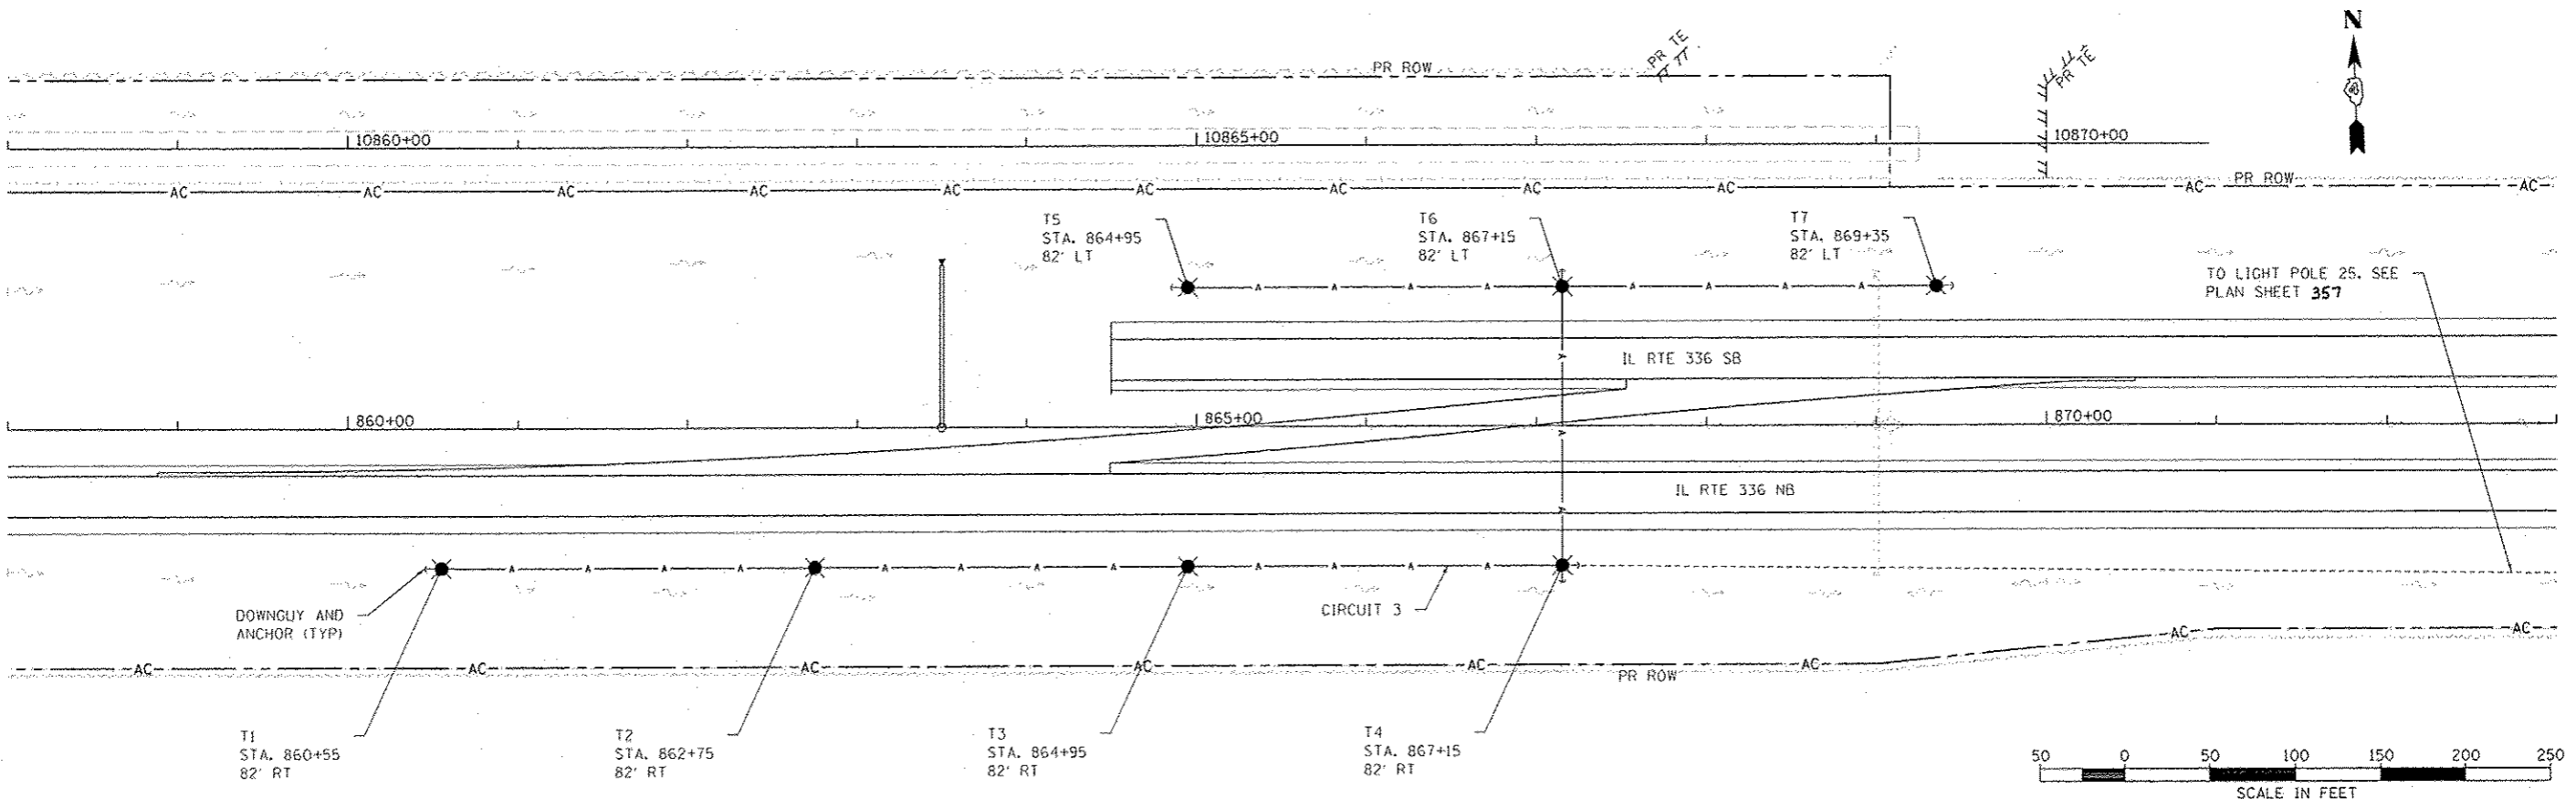 N
PR ROW
PR TE
PR TE
10860+00
10865+00
10870+00
AC AC AC AC AC AC AC AC AC AC PR ROW AC AC
T5
STA. 864+95
82' LT
T6
STA. 867+15
82' LT
T7
STA. 869+35
82' LT
TO LIGHT POLE 25. SEE
PLAN SHEET 357
A A A A A A A A
A
IL RTE 336 SB
860+00
865+00
870+00
A
IL RTE 336 NB
A
A A A A A A A A A A A A
DOWNGUY AND
ANCHOR (TYP)
CIRCUIT 3
AC AC AC AC AC AC AC AC
PR ROW
T1
STA. 860+55
82' RT
T2
STA. 862+75
82' RT
T3
STA. 864+95
82' RT
T4
STA. 867+15
82' RT
50 0 50 100 150 200 250
SCALE IN FEET